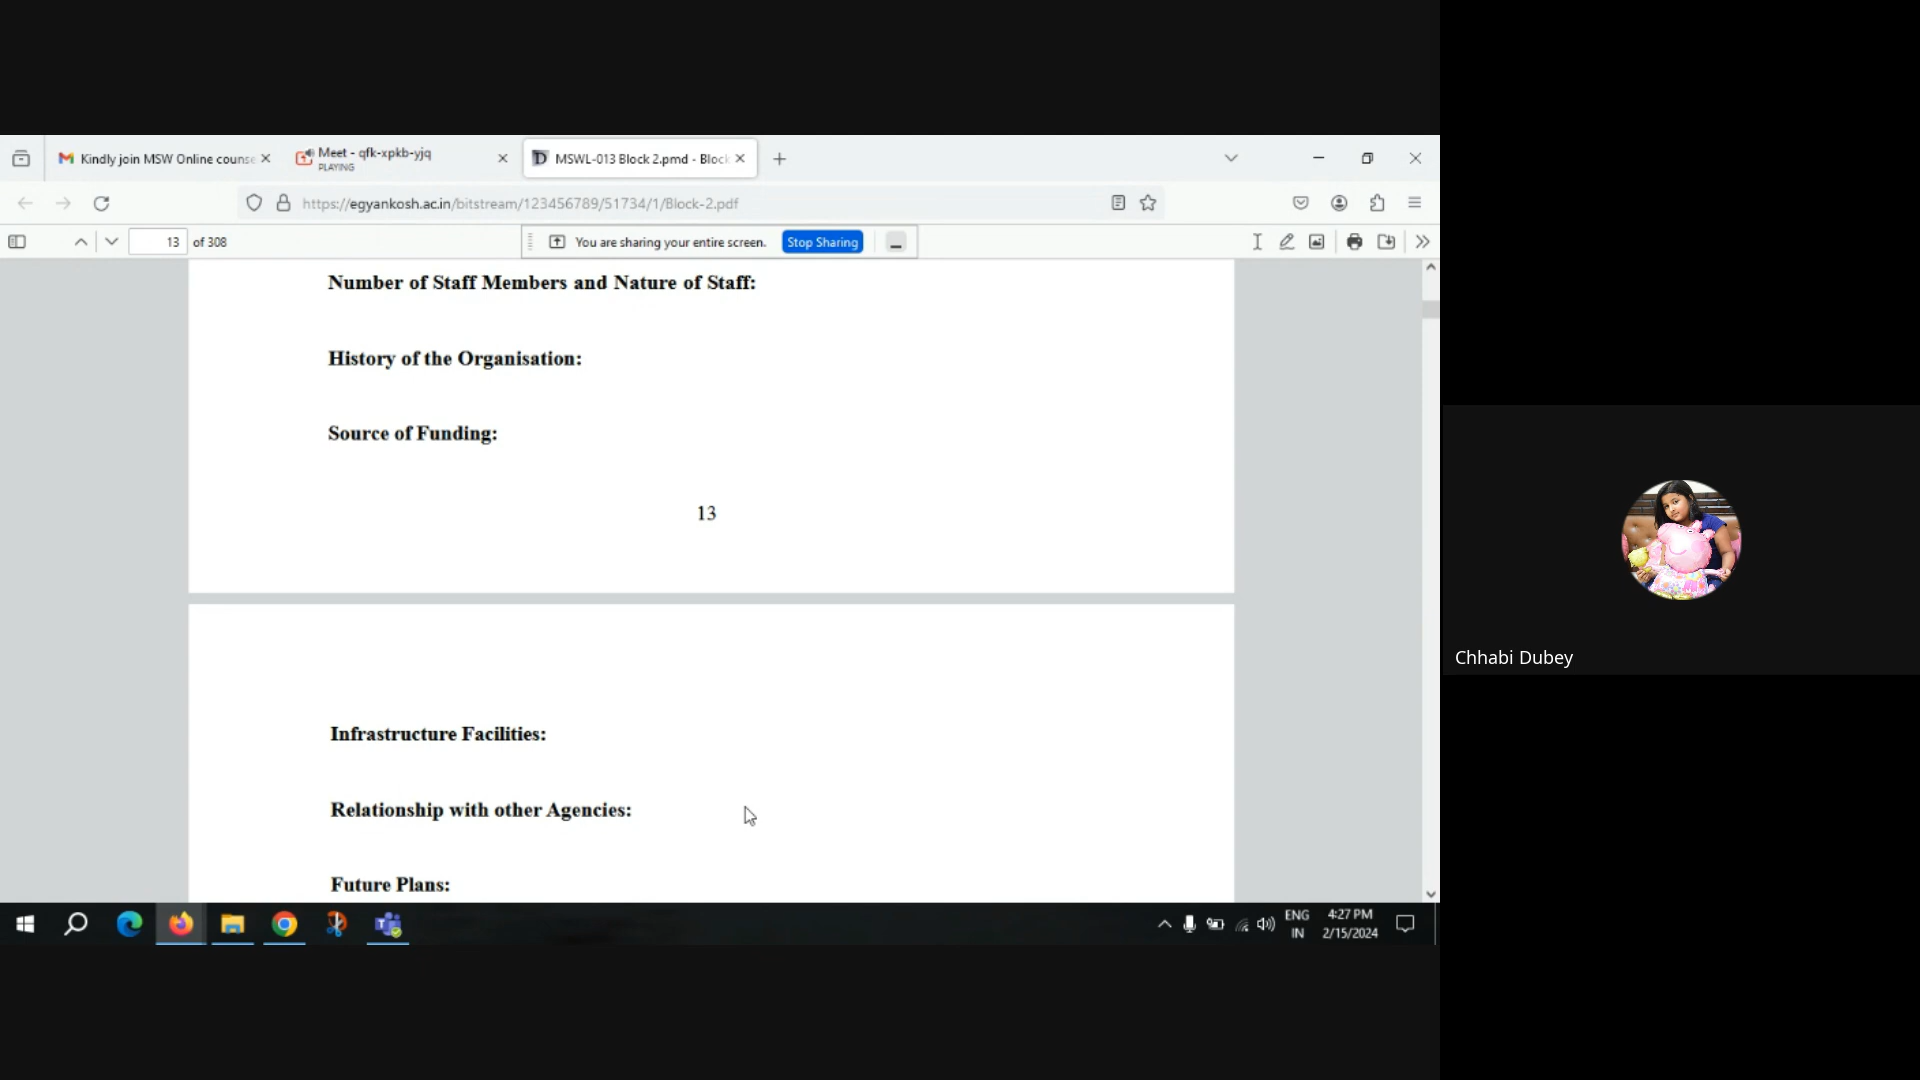 Kindly join MSW Online counse
Meet - qfk-xpkb-yjq
PLAYING
MSWL-013 Block 2.pmd - Block
https://egyankosh.ac.in/bitstream/123456789/51734/1/Block-2.pdf
13 of 308
You are sharing your entire screen. Stop Sharing
Number of Staff Members and Nature of Staff:
History of the Organisation:
Source of Funding:
13
Infrastructure Facilities:
Relationship with other Agencies:
Future Plans:
Chhabi Dubey
ENG 4:27 PM
IN 2/15/2024